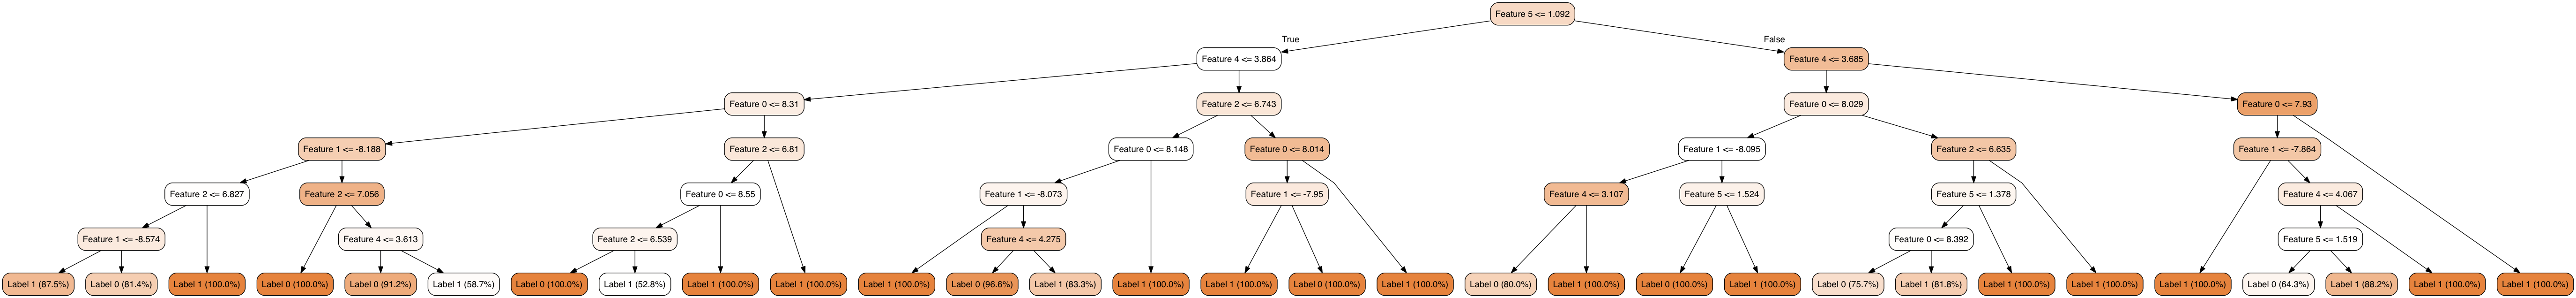 Feature 5 <= 1.092
True
False
Feature 4 <= 3.864
Feature 4 <= 3.685
Feature 0 <= 8.31
Feature 2 <= 6.743
Feature 0 <= 8.029
Feature 0 <= 7.93
Feature 1 <= -8.188
Feature 2 <= 6.81
Feature 0 <= 8.148
Feature 0 <= 8.014
Feature 1 <= -8.095
Feature 2 <= 6.635
Feature 1 <= -7.864
Feature 2 <= 6.827
Feature 2 <= 7.056
Feature 0 <= 8.55
Feature 1 <= -8.073
Feature 1 <= -7.95
Feature 4 <= 3.107
Feature 5 <= 1.524
Feature 5 <= 1.378
Feature 4 <= 4.067
Feature 1 <= -8.574
Feature 4 <= 3.613
Feature 2 <= 6.539
Feature 4 <= 4.275
Feature 0 <= 8.392
Feature 5 <= 1.519
Label 1 (87.5%)
Label 0 (81.4%)
Label 1 (100.0%)
Label 0 (100.0%)
Label 0 (91.2%)
Label 1 (58.7%)
Label 0 (100.0%)
Label 1 (52.8%)
Label 1 (100.0%)
Label 1 (100.0%)
Label 1 (100.0%)
Label 0 (96.6%)
Label 1 (83.3%)
Label 1 (100.0%)
Label 1 (100.0%)
Label 0 (100.0%)
Label 1 (100.0%)
Label 0 (80.0%)
Label 1 (100.0%)
Label 0 (100.0%)
Label 1 (100.0%)
Label 0 (75.7%)
Label 1 (81.8%)
Label 1 (100.0%)
Label 1 (100.0%)
Label 1 (100.0%)
Label 0 (64.3%)
Label 1 (88.2%)
Label 1 (100.0%)
Label 1 (100.0%)